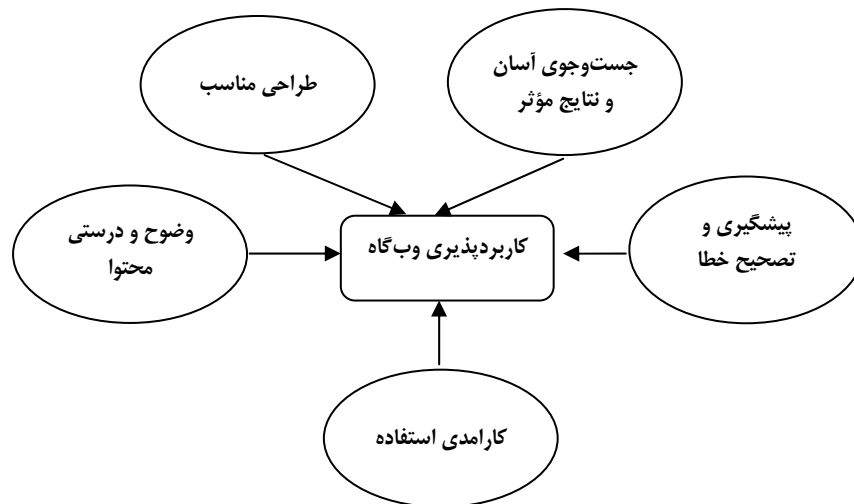 جست‌وجوی آسان
و نتایج مؤثر
طراحی مناسب
پیشگیری و
تصحیح خطا
کاربردپذیری وب‌گاه
وضوح و درستی
محتوا
کارامدی استفاده